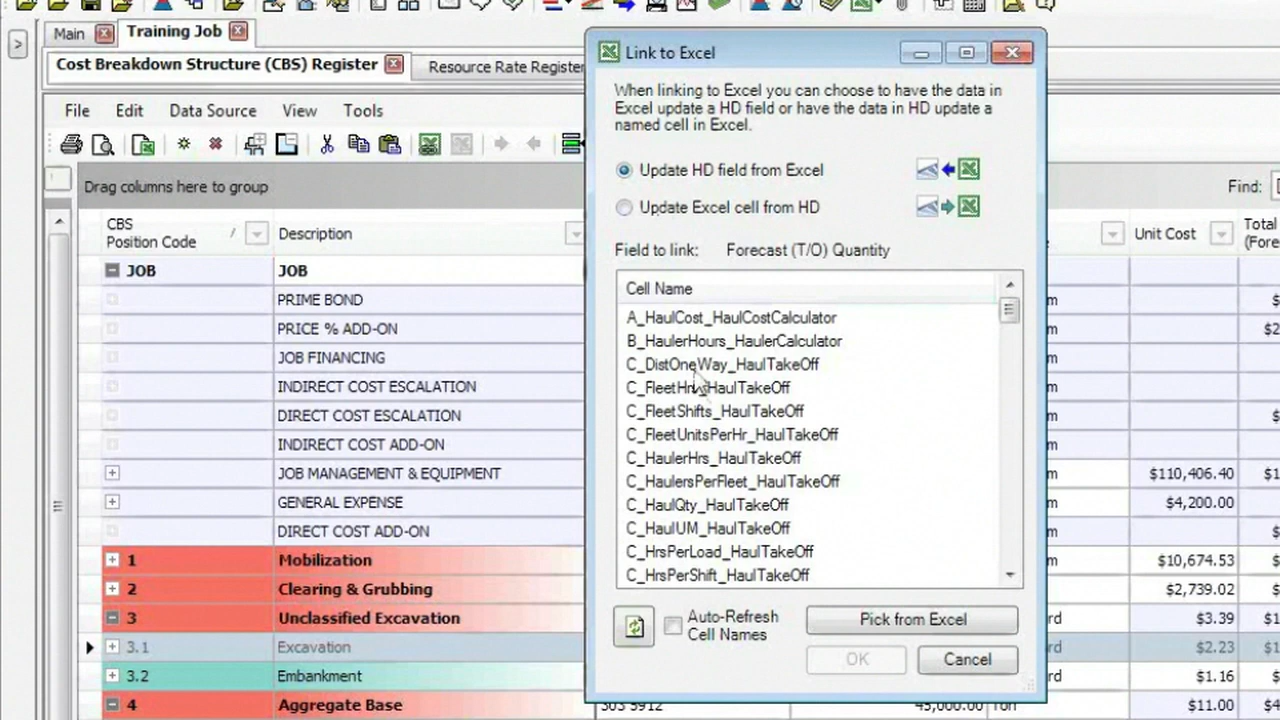 Main
Training Job
Cost Breakdown Structure (CBS) Register
Resource Rate Register
File Edit Data Source View Tools
Drag columns here to group
Find:
CBS
Position Code
Description
Unit Cost
Total
(Fore
JOB JOB
PRIME BOND
PRICE % ADD-ON
JOB FINANCING
INDIRECT COST ESCALATION
DIRECT COST ESCALATION
INDIRECT COST ADD-ON
JOB MANAGEMENT & EQUIPMENT $110,406.40
GENERAL EXPENSE $4,200.00
DIRECT COST ADD-ON
1 Mobilization $10,674.53
2 Clearing & Grubbing $2,739.02
3 Unclassified Excavation $3.39
3.1 Excavation $2.23
3.2 Embankment $1.16
4 Aggregate Base 303 9912 45,000.00 Ton $11.00
Link to Excel
When linking to Excel you can choose to have the data in
Excel update a HD field or have the data in HD update a
named cell in Excel.
Update HD field from Excel
Update Excel cell from HD
Field to link: Forecast (T/O) Quantity
Cell Name
A_HaulCost_HaulCostCalculator
B_HaulerHours_HaulerCalculator
C_DistOneWay_HaulTakeOff
C_FleetHrs_HaulTakeOff
C_FleetShifts_HaulTakeOff
C_FleetUnitsPerHr_HaulTakeOff
C_HaulerHrs_HaulTakeOff
C_HaulersPerFleet_HaulTakeOff
C_HaulQty_HaulTakeOff
C_HaulUM_HaulTakeOff
C_HrsPerLoad_HaulTakeOff
C_HrsPerShift_HaulTakeOff
Auto-Refresh
Cell Names
Pick from Excel
OK
Cancel